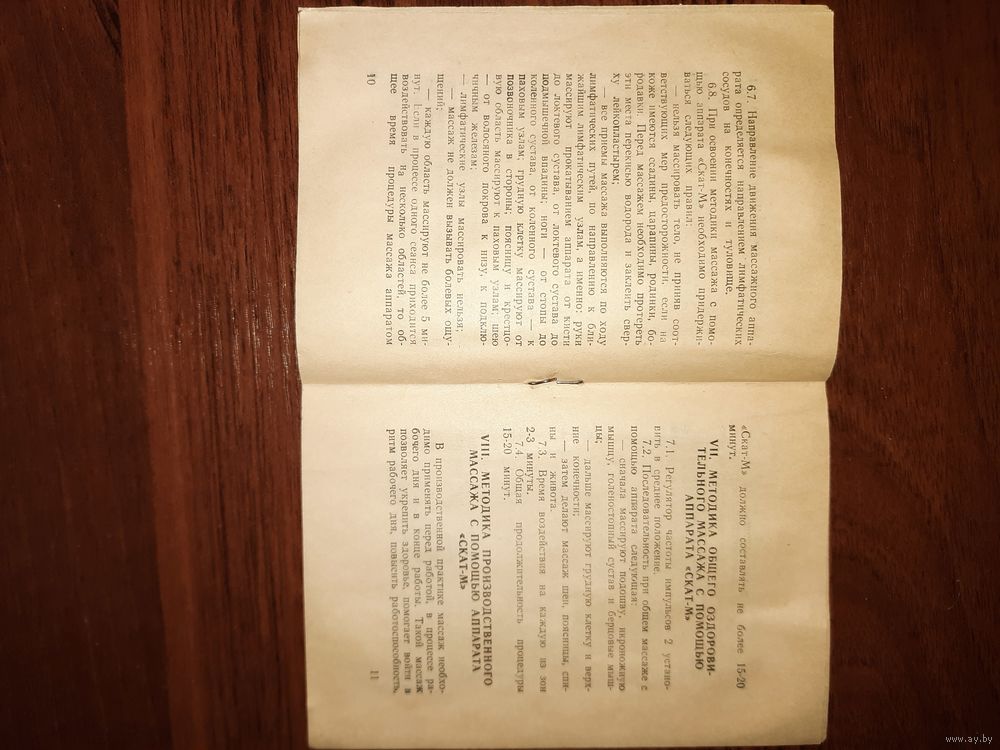 6.7. Направление движения массажного аппа-
рата определяется направлением лимфатических
сосудов на конечностях и туловище.
6.8. При освоении методики массажа с помо-
щью аппарата «Скат-М» необходимо придержи-
ваться следующих правил:
— нельзя массировать тело, не приняв соот-
ветствующих мер предосторожности, если на
коже имеются ссадины, царапины, родинки, бо-
родавки. Перед массажем необходимо протереть
эти места перекисью водорода и заклеить свер-
ху лейкопластырем;
— все приемы массажа выполняются по ходу
лимфатических путей, по направлению к бли-
жайшим лимфатическим узлам, а именно: руки
массируют прокатыванием аппарата от кисти
до локтевого сустава, от локтевого сустава до
подмышечной впадины; ноги — от стопы до
коленного сустава, от коленного сустава — к
паховым узлам; грудную клетку массируют от
позвоночника в стороны; поясницу и крестцо-
вую область массируют к паховым узлам; шею
— от волосяного покрова к низу, к подклю-
чичным железам;
— лимфатические узлы массировать нельзя;
— массаж не должен вызывать болевых ощу-
щений;
— каждую область массируют не более 5 ми-
нут. Если в процессе одного сеанса приходится
воздействовать на несколько областей, то об-
щее время процедуры массажа аппаратом
10
«Скат-М» должно составлять не более 15-20
минут.
VII. МЕТОДИКА ОБЩЕГО ОЗДОРОВИ-
ТЕЛЬНОГО МАССАЖА С ПОМОЩЬЮ
АППАРАТА «СКАТ-М»
7.1. Регулятор частоты импульсов 2 устано-
вить в среднее положение
7.2. Последовательность при общем массаже с
помощью аппарата следующая:
— сначала массируют подошву, икроножную
мышцу, голеностопный сустав и берцовые мыш-
цы;
— дальше массируют грудную клетку и верх-
ние конечности;
— затем делают массаж шеи, поясницы, спи-
ны и живота.
7.3. Время воздействия на каждую из зон
2-3 минуты.
7.4. Общая продолжительность процедуры
15-20 минут.
VIII. МЕТОДИКА ПРОИЗВОДСТВЕННОГО
МАССАЖА С ПОМОЩЬЮ АППАРАТА
«СКАТ-М»
В производственной практике массаж необхо-
димо применять перед работой, в процессе ра-
бочего дня и в конце работы. Такой массаж
позволяет укрепить здоровье, помогает войти в
ритм рабочего дня, повысить работоспособность,
11
www.ay.by